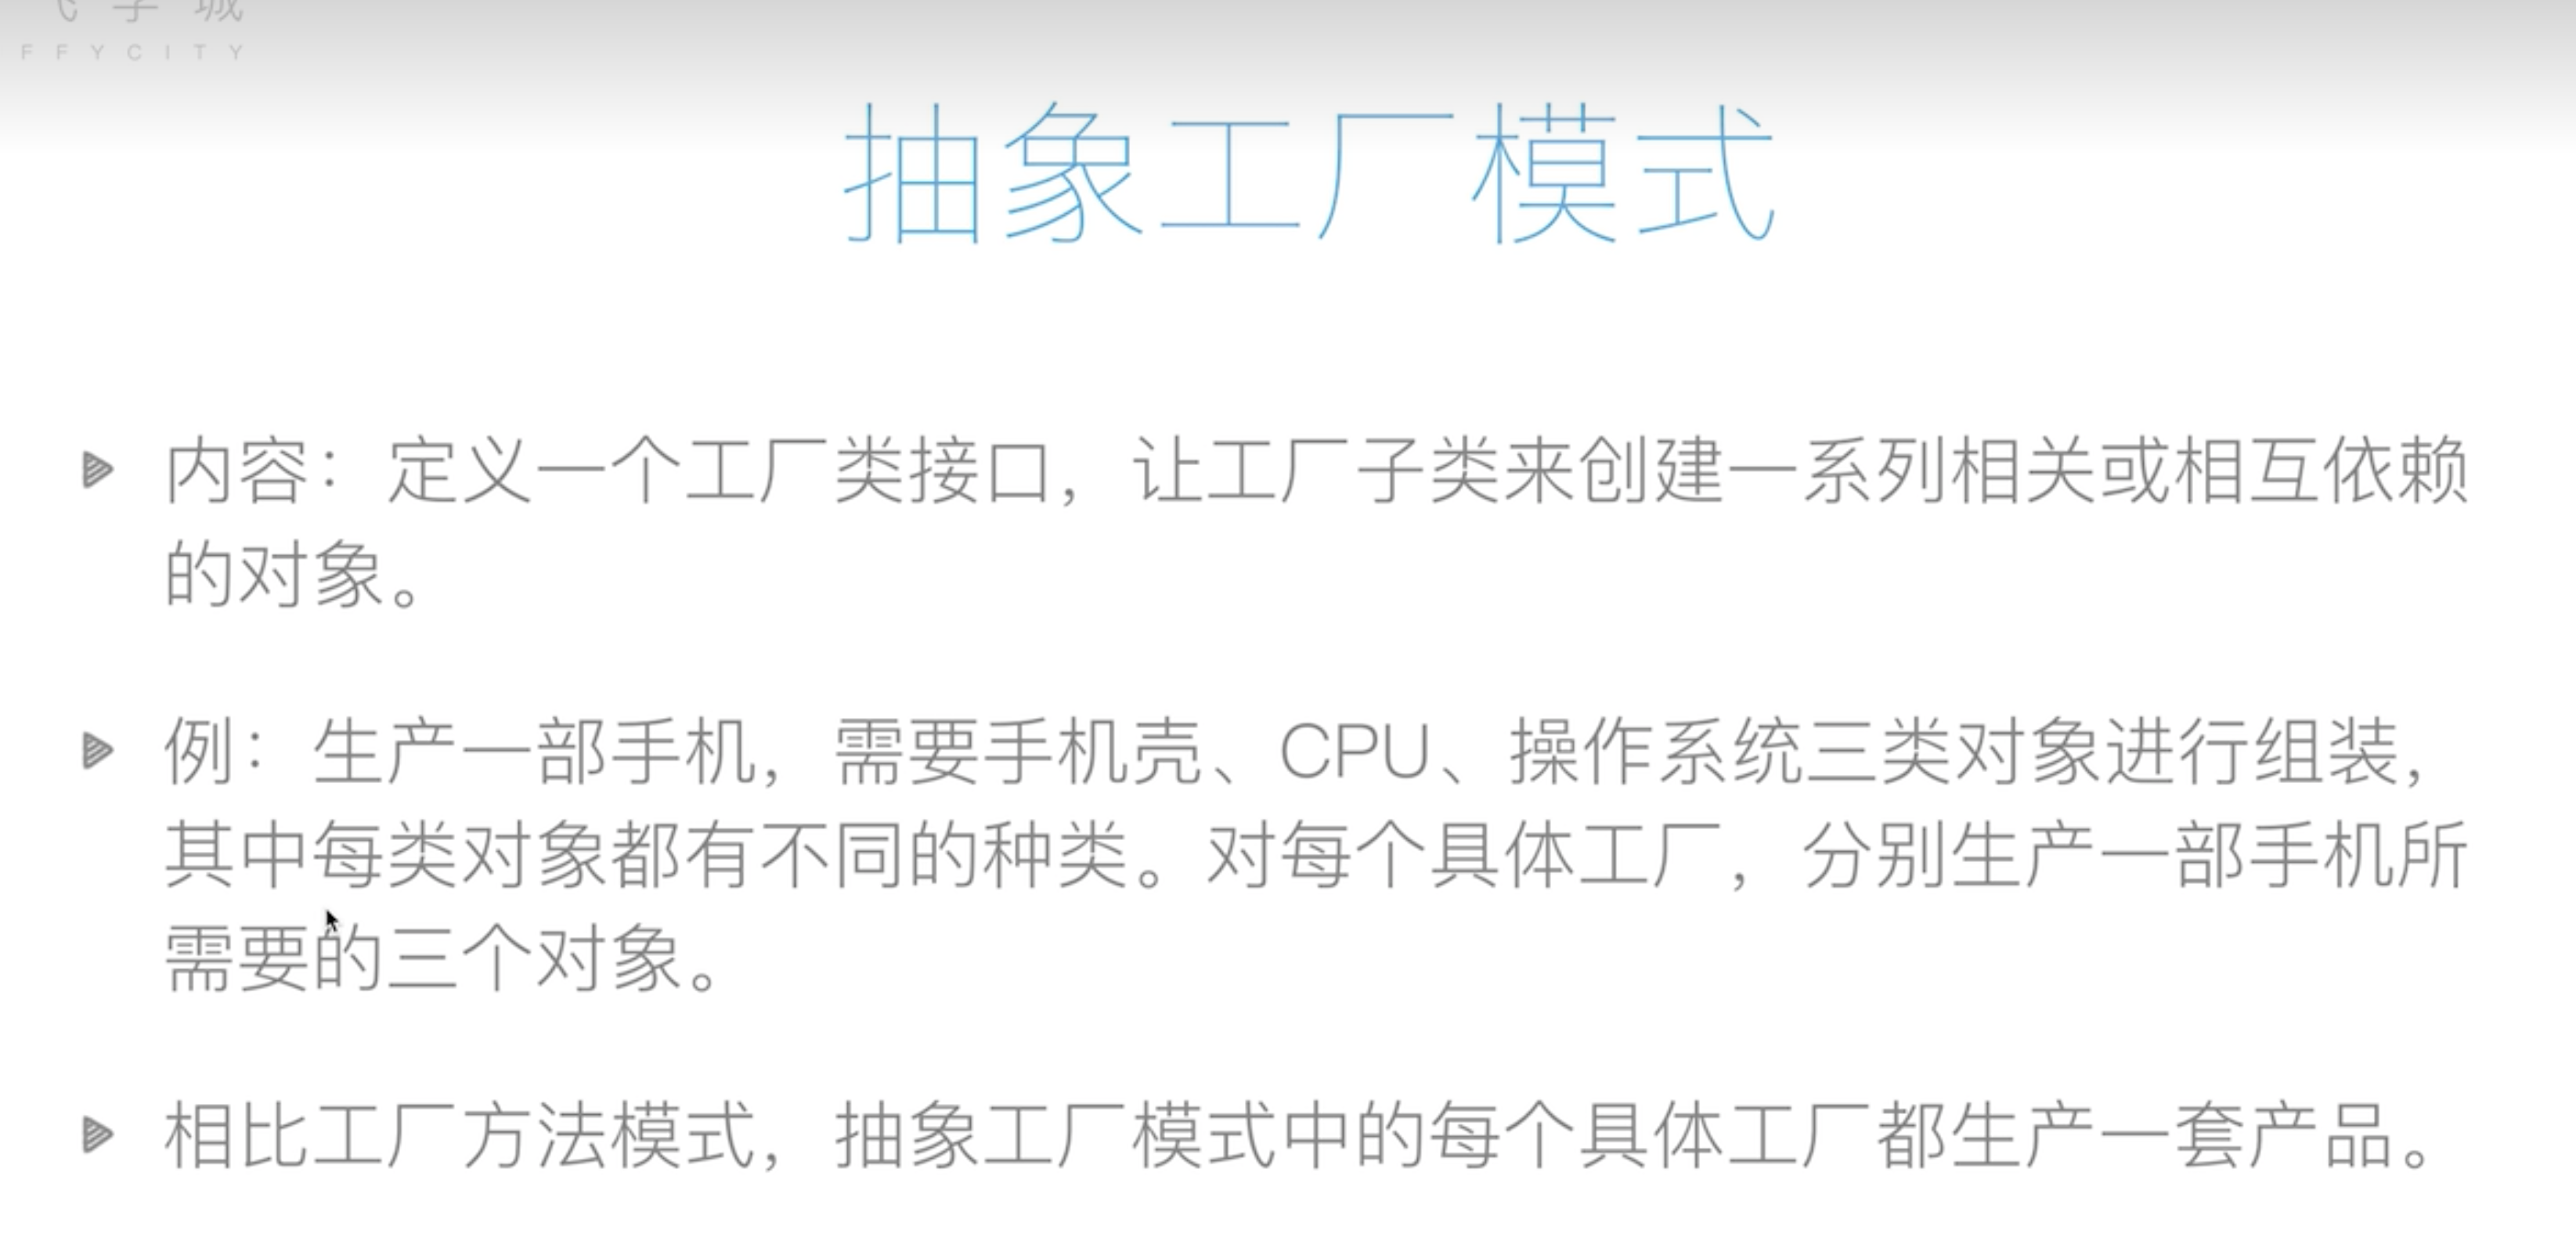 FFYCITY
抽象工厂模式
内容：定义一个工厂类接口，让工厂子类来创建一系列相关或相互依赖
的对象。
例：生产一部手机，需要手机壳、CPU、操作系统三类对象进行组装，
其中每类对象都有不同的种类。对每个具体工厂，分别生产一部手机所
需要的三个对象。
相比工厂方法模式，抽象工厂模式中的每个具体工厂都生产一套产品。